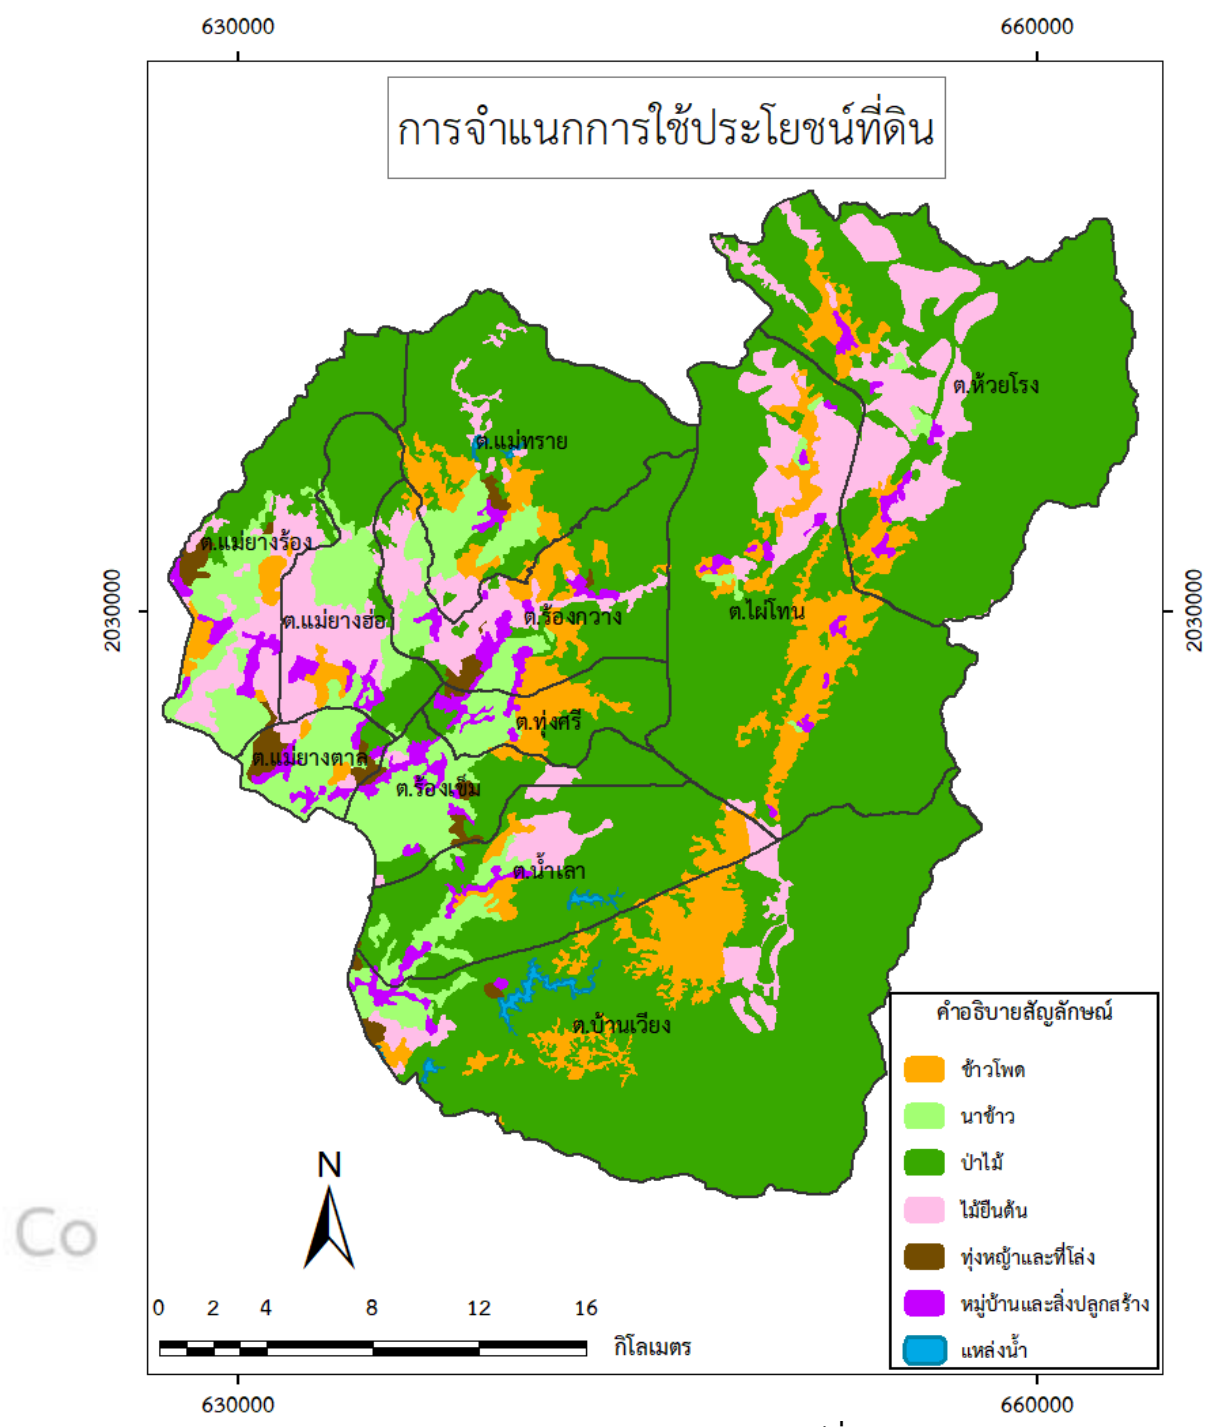 630000 660000
การจำแนกการใช้ประโยชน์ที่ดิน
ต.ห้วยโรง
ต.แม่ทราย
ต.แม่ยางร้อง
2030000
2030000
ต.แม่ยางฮ่อ
ต.ร้องกวาง
ต.ไผ่โทน
ต.ทุ่งศรี
ต.แม่ยางตาล
ต.ร้องเข็ม
ต.น้ำเลา
ต.บ้านเวียง
คำอธิบายสัญลักษณ์
ข้าวโพด
นาข้าว
ป่าไม้
ไม้ยืนต้น
ทุ่งหญ้าและที่โล่ง
หมู่บ้านและสิ่งปลูกสร้าง
แหล่งน้ำ
N
Co
0 2 4 8 12 16
กิโลเมตร
630000 660000